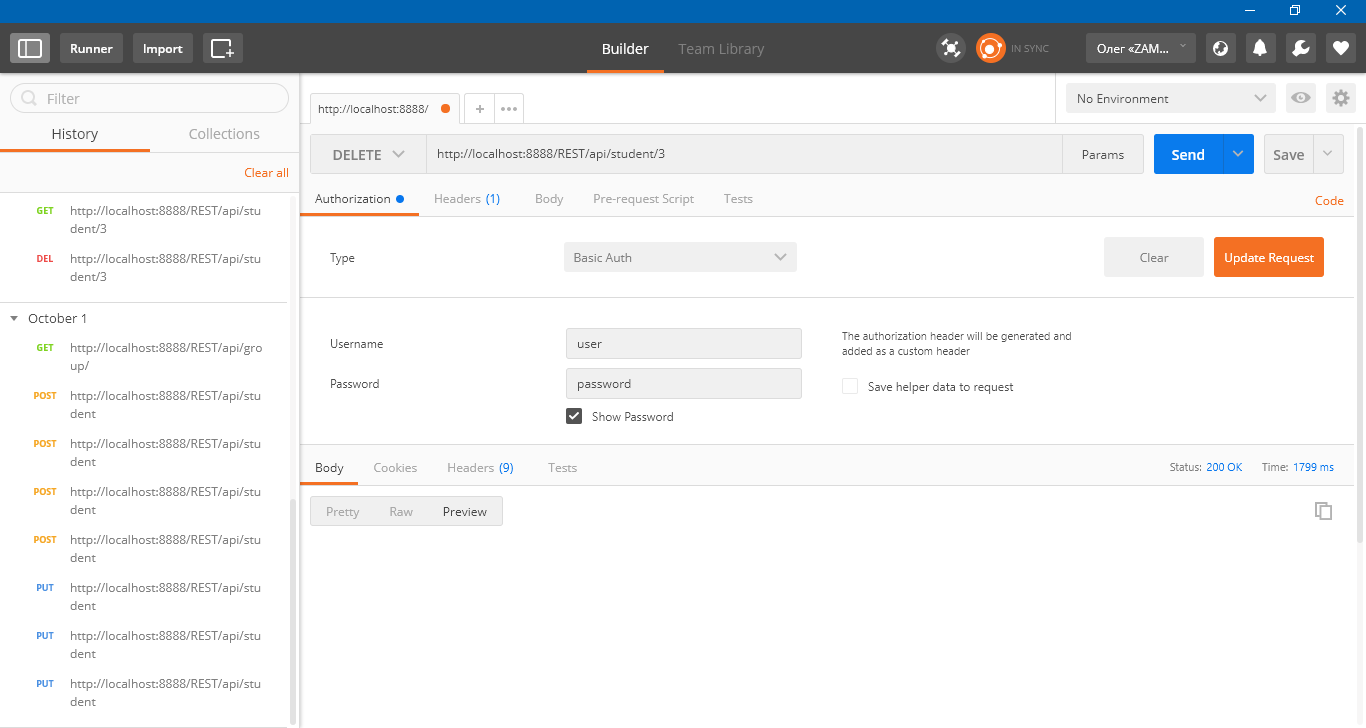 Runner
Import
Builder
Team Library
IN SYNC
Олег «ZAM...
Filter
History
Collections
Clear all
GET http://localhost:8888/REST/api/stu
dent/3
DEL http://localhost:8888/REST/api/stu
dent/3
October 1
GET http://localhost:8888/REST/api/gro
up/
POST http://localhost:8888/REST/api/stu
dent
POST http://localhost:8888/REST/api/stu
dent
POST http://localhost:8888/REST/api/stu
dent
POST http://localhost:8888/REST/api/stu
dent
PUT http://localhost:8888/REST/api/stu
dent
PUT http://localhost:8888/REST/api/stu
dent
PUT http://localhost:8888/REST/api/stu
dent
http://localhost:8888/
No Environment
DELETE
http://localhost:8888/REST/api/student/3
Params
Send
Save
Authorization
Headers (1)
Body
Pre-request Script
Tests
Code
Type
Basic Auth
Clear
Update Request
Username
user
The authorization header will be generated and
added as a custom header
Password
password
Save helper data to request
Show Password
Body
Cookies
Headers (9)
Tests
Status: 200 OK
Time: 1799 ms
Pretty
Raw
Preview